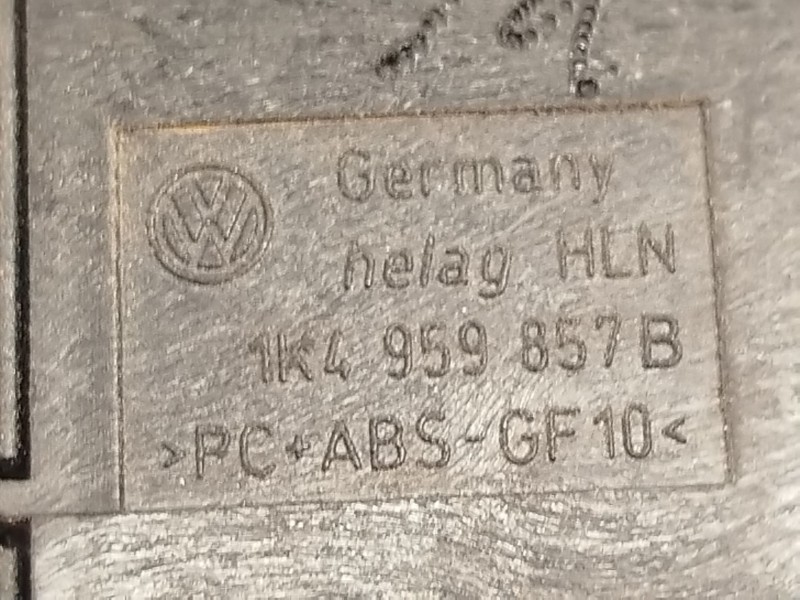 Germany
helag HLN
1K4 959 857 B
>PC+ABS-GF10<